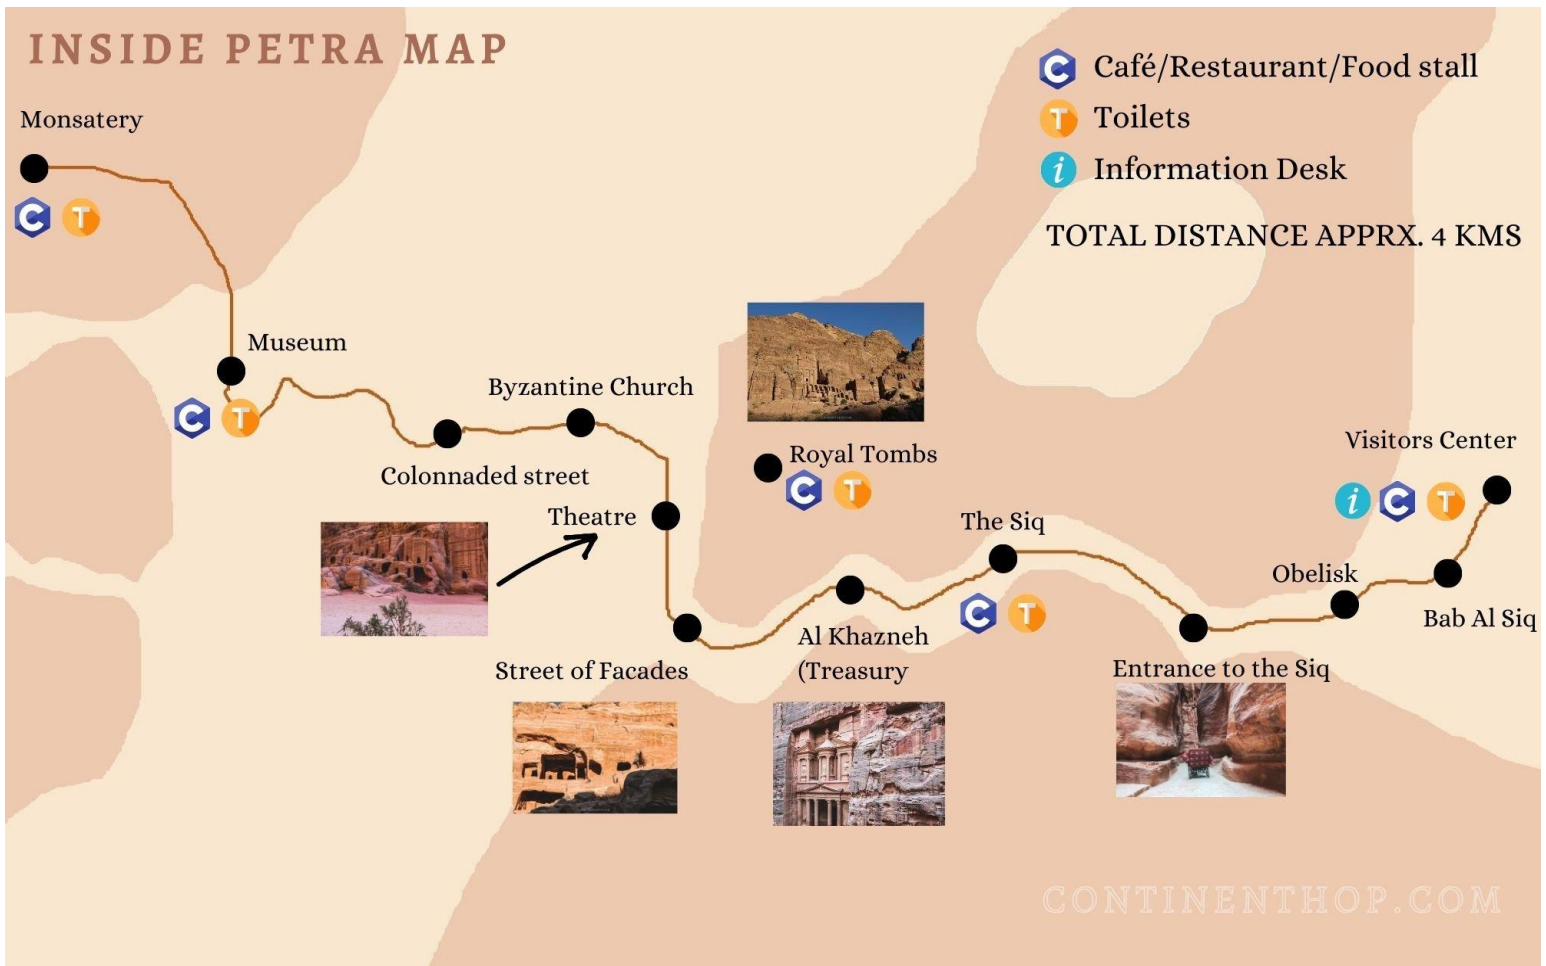 INSIDE PETRA MAP
Café/Restaurant/Food stall
Toilets
Information Desk
TOTAL DISTANCE APPRX. 4 KMS
Monsatery
Museum
Byzantine Church
Colonnaded street
Theatre
Royal Tombs
The Siq
Visitors Center
Obelisk
Bab Al Siq
Al Khazneh
(Treasury
Street of Facades
Entrance to the Siq
CONTINENTHOP.COM